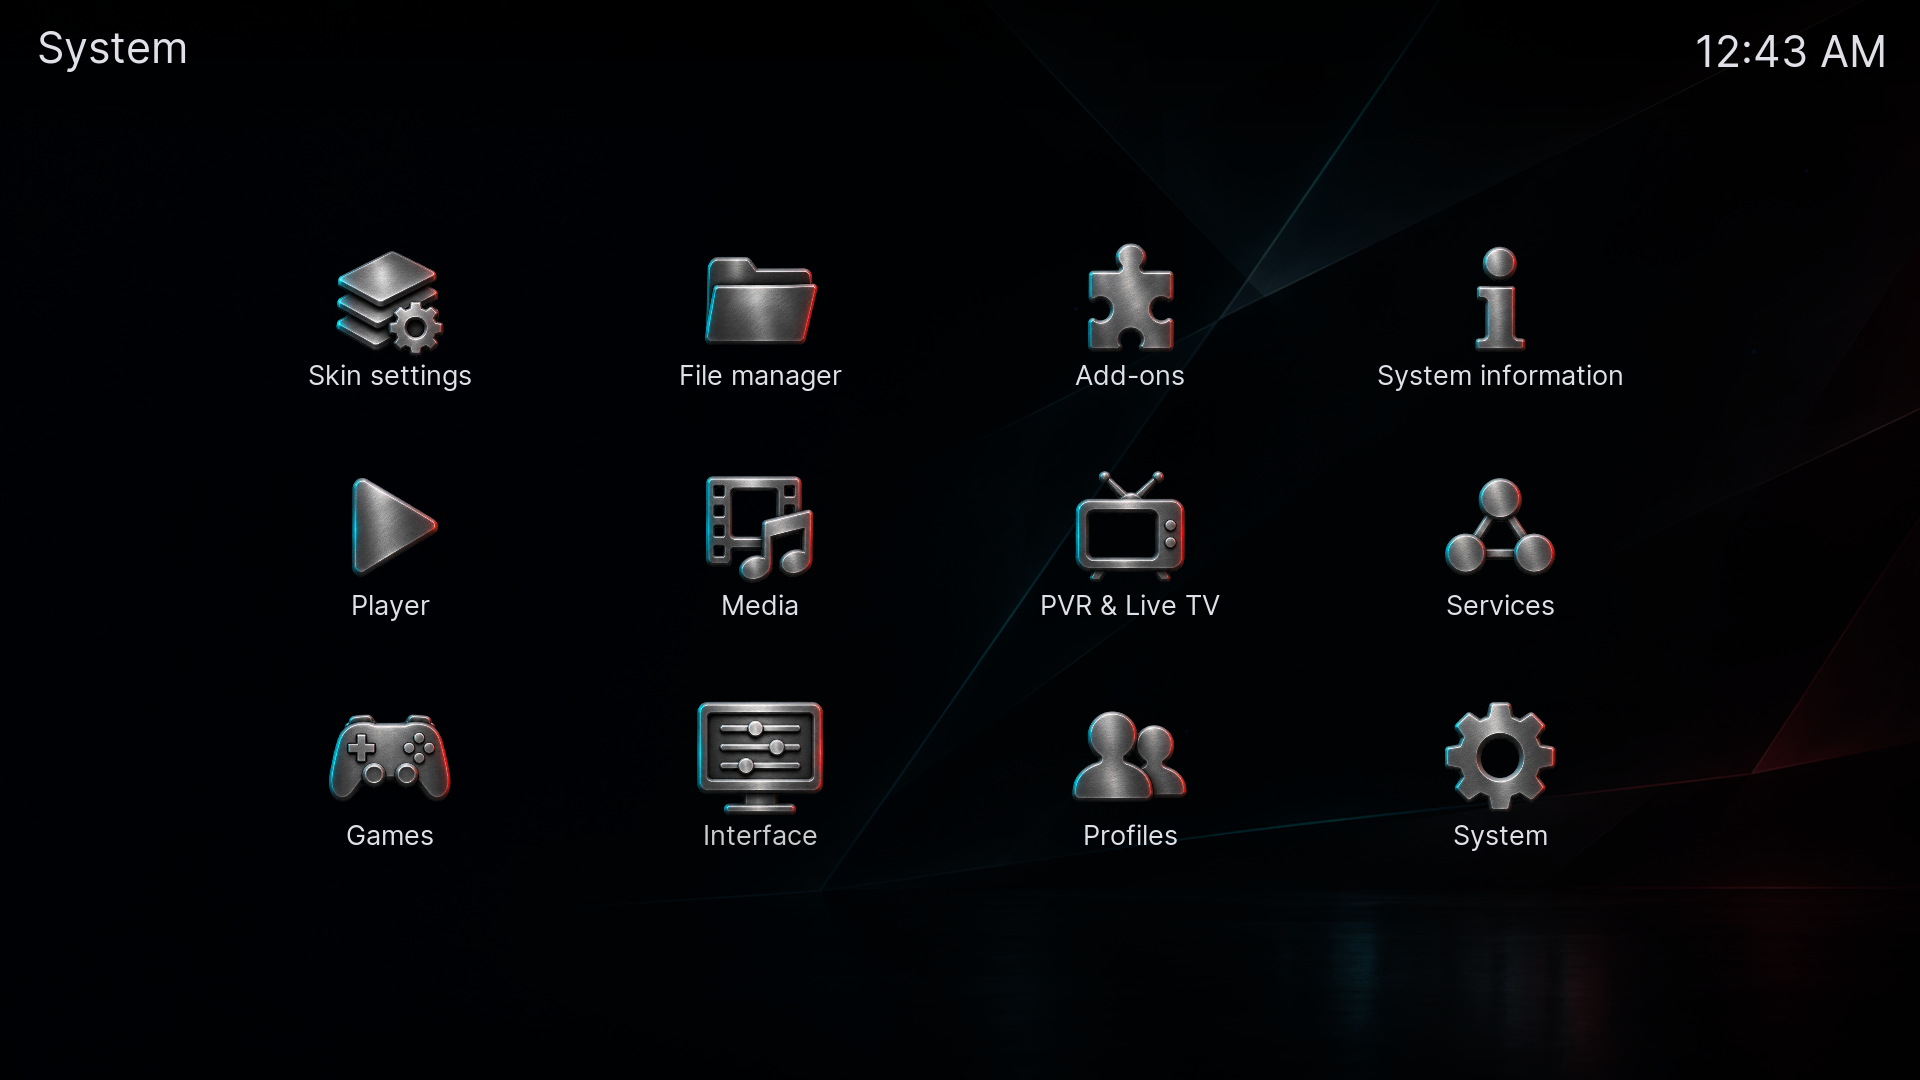 System
12:43 AM
Skin settings
File manager
Add-ons
System information
Player
Media
PVR & Live TV
Services
Games
Interface
Profiles
System